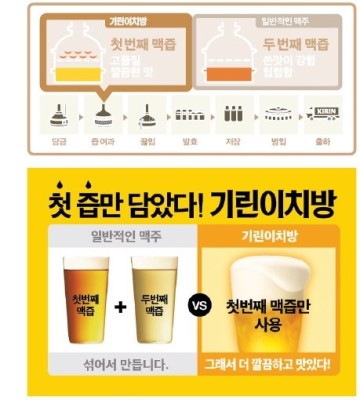 기린이치방
일반적인 맥주
첫번째 맥즙
고품질
깔끔한 맛
두번째 맥즙
쓴맛이 강함
텁텁함
담금
즙여과
끓임
발효
저장
병입
KIRIN
출하
첫 즙만 담았다! 기린이치방
일반적인 맥주
기린이치방
첫번째
맥즙
+
두번째
맥즙
VS
첫번째 맥즙만
사용
섞어서 만듭니다.
그래서 더 깔끔하고 맛있다!